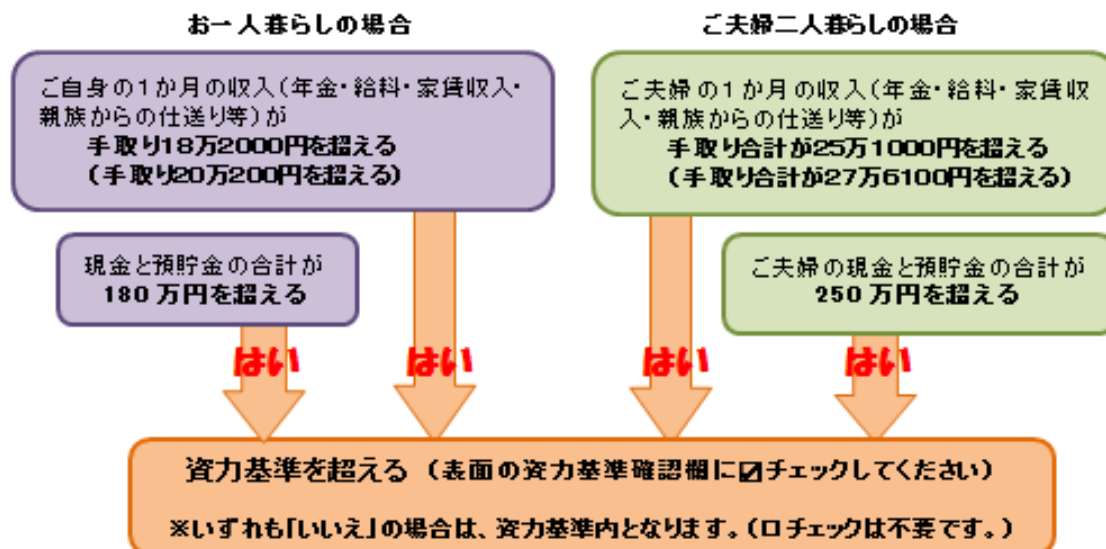 お一人暮らしの場合
ご自身の1か月の収入(年金・給料・家賃収入・
親族からの仕送り等)が
手取り18万2000円を超える
(手取り20万200円を超える)
現金と預貯金の合計が
180万円を超える
はい
はい
ご夫婦二人暮らしの場合
ご夫婦の1か月の収入(年金・給料・家賃収
入・親族からの仕送り等)が
手取り合計が25万1000円を超える
(手取り合計が27万6100円を超える)
ご夫婦の現金と預貯金の合計が
250万円を超える
はい
はい
資力基準を超える (表面の資力基準確認欄に☑チェックしてください)
※いずれも「いいえ」の場合は、資力基準内となります。(□チェックは不要です。)